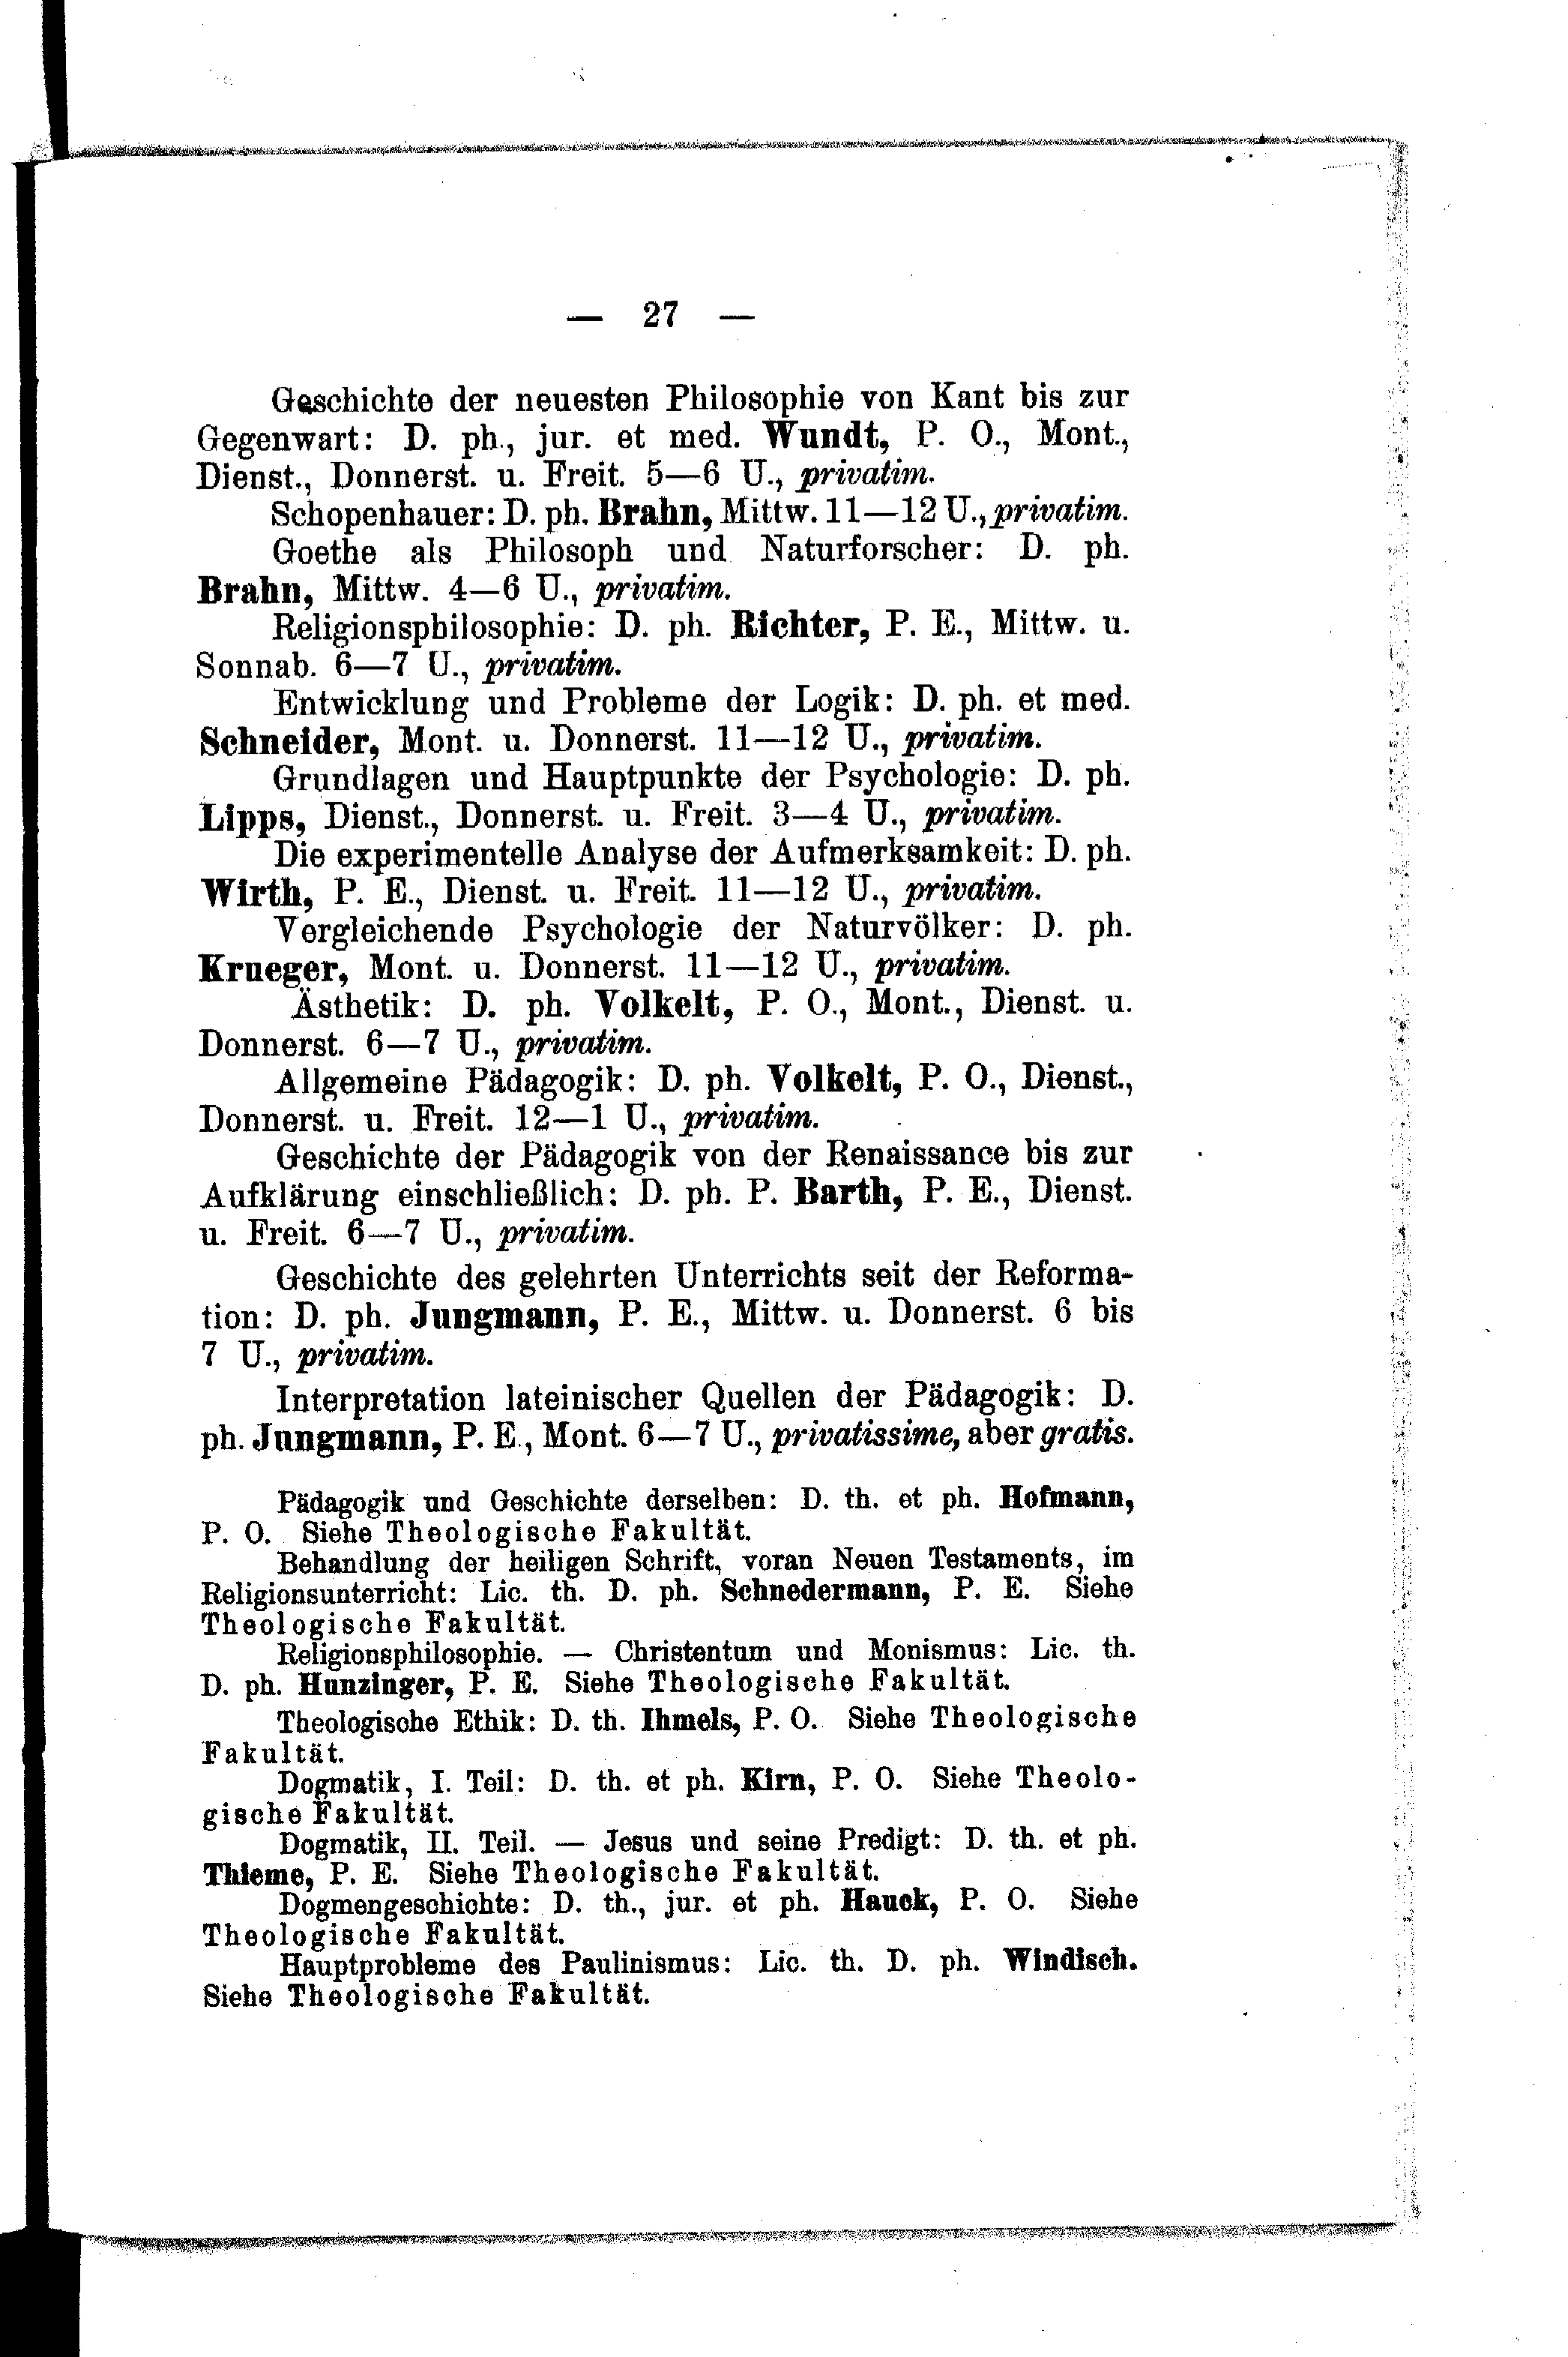 — 27 —
Geschichte der neuesten Philosophie von Kant bis zur
Gegenwart: D. ph., jur. et med. Wundt, P. O., Mont.,
Dienst., Donnerst. u. Freit. 5—6 U., privatim.
Schopenhauer: D. ph. Brahn, Mittw. 11—12 U., privatim.
Goethe als Philosoph und Naturforscher: D. ph.
Brahn, Mittw. 4—6 U., privatim.
Religionsphilosophie: D. ph. Richter, P. E., Mittw. u.
Sonnab. 6—7 U., privatim.
Entwicklung und Probleme der Logik: D. ph. et med.
Schneider, Mont. u. Donnerst. 11—12 U., privatim.
Grundlagen und Hauptpunkte der Psychologie: D. ph.
Lipps, Dienst., Donnerst. u. Freit. 3—4 U., privatim.
Die experimentelle Analyse der Aufmerksamkeit: D. ph.
Wirth, P. E., Dienst. u. Freit. 11—12 U., privatim.
Vergleichende Psychologie der Naturvölker: D. ph.
Krueger, Mont. u. Donnerst. 11—12 U., privatim.
Ästhetik: D. ph. Volkelt, P. O., Mont., Dienst. u.
Donnerst. 6—7 U., privatim.
Allgemeine Pädagogik: D. ph. Volkelt, P. O., Dienst.,
Donnerst. u. Freit. 12—1 U., privatim.
Geschichte der Pädagogik von der Renaissance bis zur
Aufklärung einschließlich: D. ph. P. Barth, P. E., Dienst.
u. Freit. 6—7 U., privatim.
Geschichte des gelehrten Unterrichts seit der Reforma-
tion: D. ph. Jungmann, P. E., Mittw. u. Donnerst. 6 bis
7 U., privatim.
Interpretation lateinischer Quellen der Pädagogik: D.
ph. Jungmann, P. E., Mont. 6—7 U., privatissime, aber gratis.
Pädagogik und Geschichte derselben: D. th. et ph. Hofmann,
P. O. Siehe Theologische Fakultät.
Behandlung der heiligen Schrift, voran Neuen Testaments, im
Religionsunterricht: Lic. th. D. ph. Schnedermann, P. E. Siehe
Theologische Fakultät.
Religionsphilosophie. — Christentum und Monismus: Lic. th.
D. ph. Hunzinger, P. E. Siehe Theologische Fakultät.
Theologische Ethik: D. th. Ihmels, P. O. Siehe Theologische
Fakultät.
Dogmatik, I. Teil: D. th. et ph. Kirn, P. O. Siehe Theolo-
gische Fakultät.
Dogmatik, II. Teil. — Jesus und seine Predigt: D. th. et ph.
Thieme, P. E. Siehe Theologische Fakultät.
Dogmengeschichte: D. th., jur. et ph. Hauck, P. O. Siehe
Theologische Fakultät.
Hauptprobleme des Paulinismus: Lic. th. D. ph. Windisch.
Siehe Theologische Fakultät.